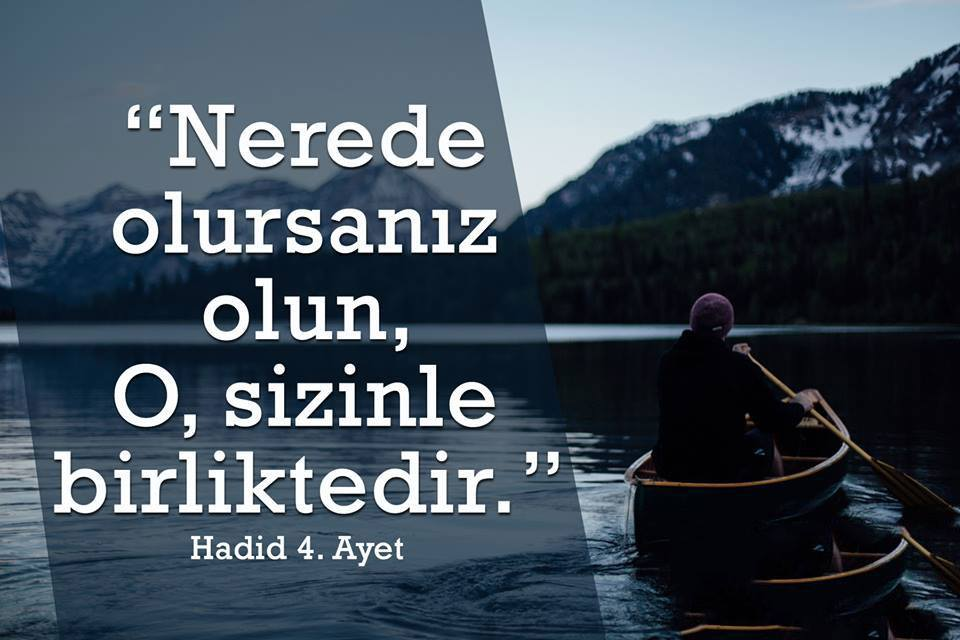 “Nerede
olursanız
olun,
O, sizinle
birliktedir.”
Hadid 4. Ayet